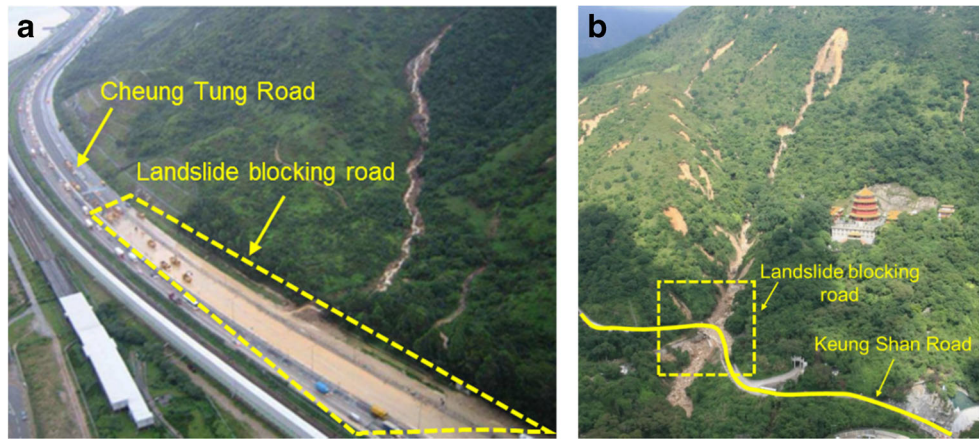 a
Cheung Tung Road
Landslide blocking road
b
Landslide blocking
road
Keung Shan Road